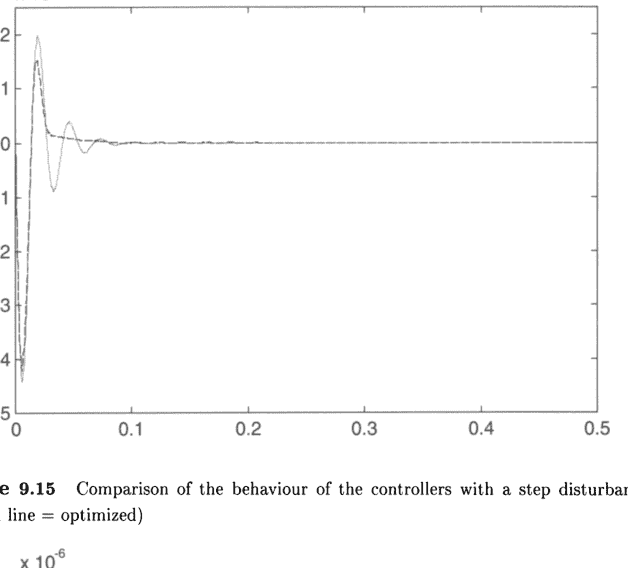 2
1
0
1
2
3
4
5
0 0.1 0.2 0.3 0.4 0.5
9.15 Comparison of the behaviour of the controllers with a step
line = optimized)
x 10-6